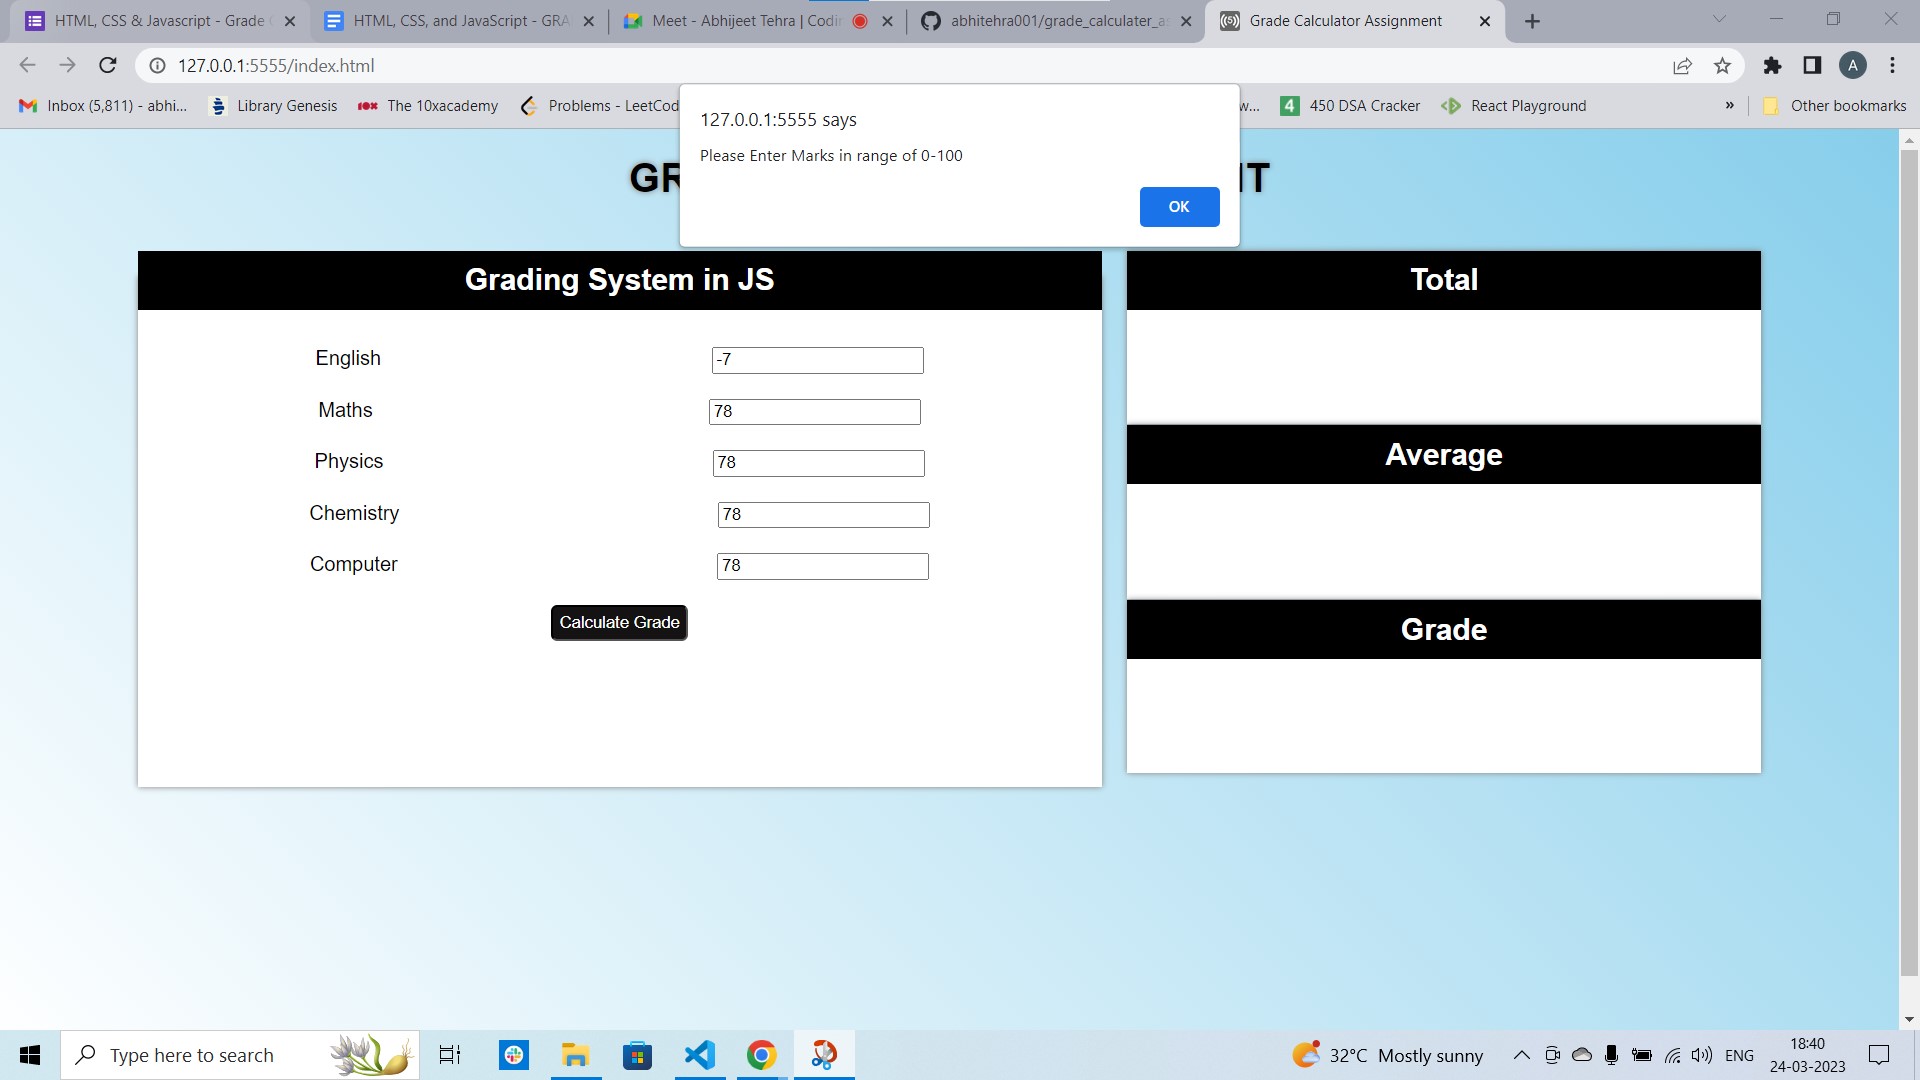 HTML, CSS & Javascript - Grade
HTML, CSS, and JavaScript - GRA
Meet - Abhijeet Tehra | Codi
abhitehra001/grade_calculater_a
Grade Calculator Assignment
127.0.0.1:5555/index.html
A
Inbox (5,811) - abhi...
Library Genesis
The 10xacademy
Problems - LeetCod
w...
4
450 DSA Cracker
React Playground
»
Other bookmarks
127.0.0.1:5555 says
Please Enter Marks in range of 0-100
OK
GR
IT
Grading System in JS
English
-7
Maths
78
Physics
78
Chemistry
78
Computer
78
Calculate Grade
Total
Average
Grade
Type here to search
32°C Mostly sunny
ENG
18:40
24-03-2023